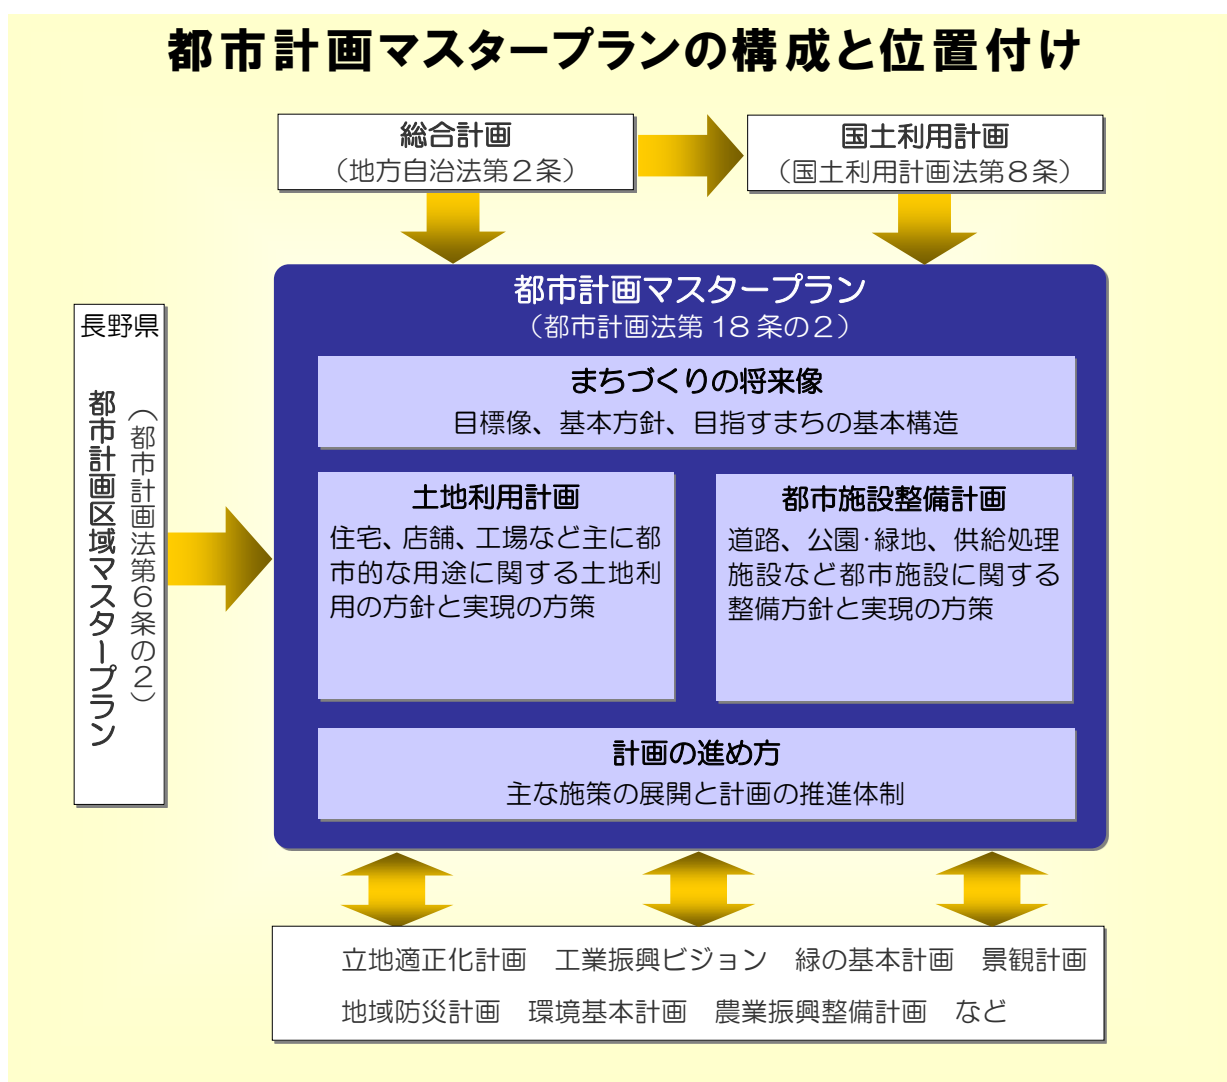 都市計画マスタープランの構成と位置付け
総合計画
（地方自治法第２条）
国土利用計画
（国土利用計画法第８条）
長野県
都市計画区域マスタープラン
（都市計画法第６条の２）
都市計画マスタープラン
（都市計画法第 18 条の２）
まちづくりの将来像
目標像、基本方針、目指すまちの基本構造
土地利用計画
住宅、店舗、工場など主に都
市的な用途に関する土地利
用の方針と実現の方策
都市施設整備計画
道路、公園・緑地、供給処理
施設など都市施設に関する
整備方針と実現の方策
計画の進め方
主な施策の展開と計画の推進体制
立地適正化計画　工業振興ビジョン　緑の基本計画　景観計画
地域防災計画　環境基本計画　農業振興整備計画　など